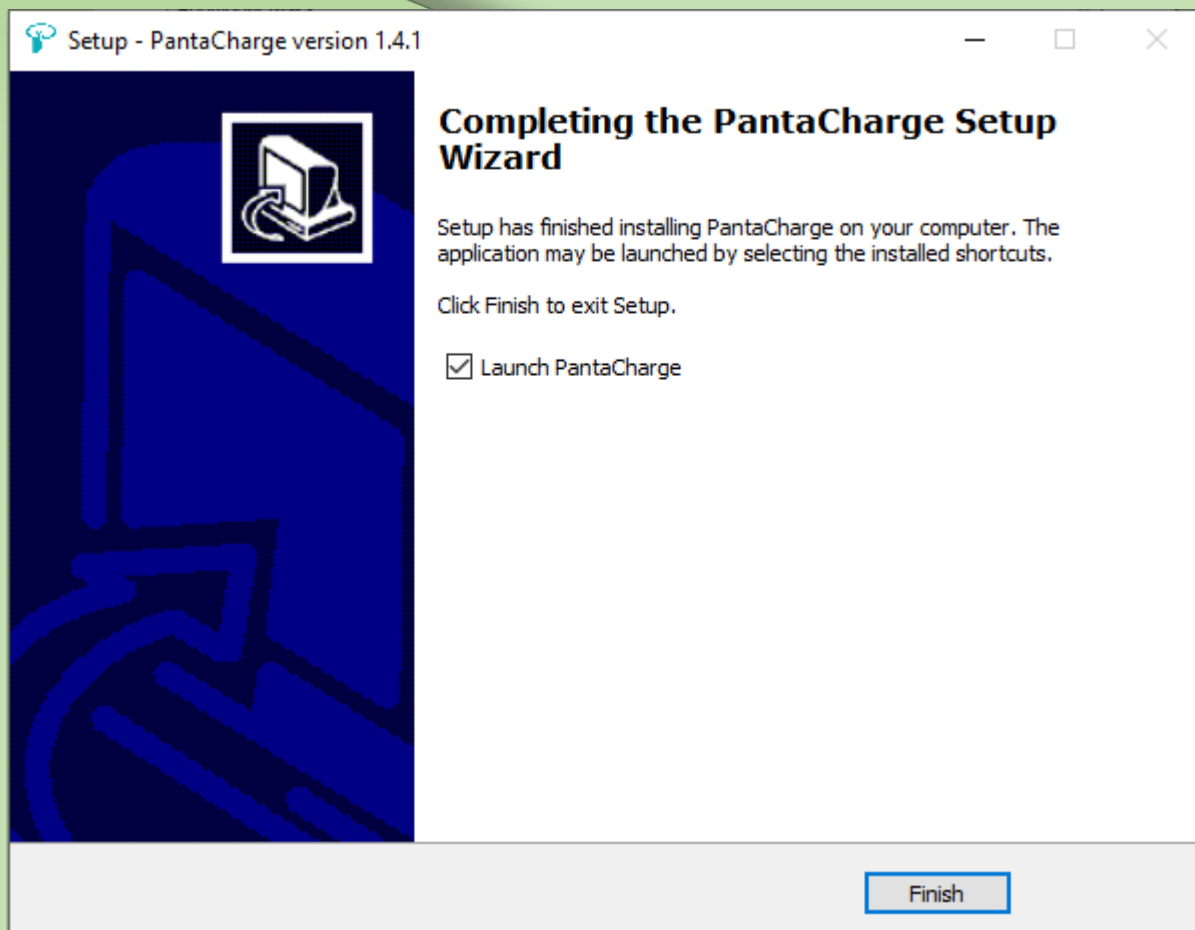 Setup - PantaCharge version 1.4.1
Completing the PantaCharge Setup
Wizard
Setup has finished installing PantaCharge on your computer. The
application may be launched by selecting the installed shortcuts.
Click Finish to exit Setup.
Launch PantaCharge
Finish